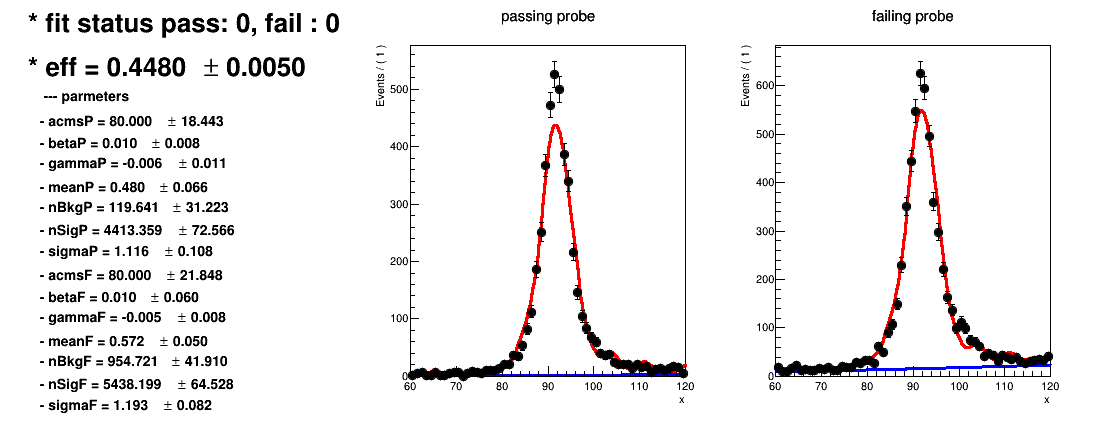 * fit status pass: 0, fail : 0
* eff = 0.4480 ± 0.0050
--- parmeters
- acmsP = 80.000 ± 18.443
- betaP = 0.010 ± 0.008
- gammaP = -0.006 ± 0.011
- meanP = 0.480 ± 0.066
- nBkgP = 119.641 ± 31.223
- nSigP = 4413.359 ± 72.566
- sigmaP = 1.116 ± 0.108
- acmsF = 80.000 ± 21.848
- betaF = 0.010 ± 0.060
- gammaF = -0.005 ± 0.008
- meanF = 0.572 ± 0.050
- nBkgF = 954.721 ± 41.910
- nSigF = 5438.199 ± 64.528
- sigmaF = 1.193 ± 0.082
passing probe
Events / ( 1 )
500
400
300
200
100
0
60 70 80 90 100 110 120
x
failing probe
Events / ( 1 )
600
500
400
300
200
100
0
60 70 80 90 100 110 120
x